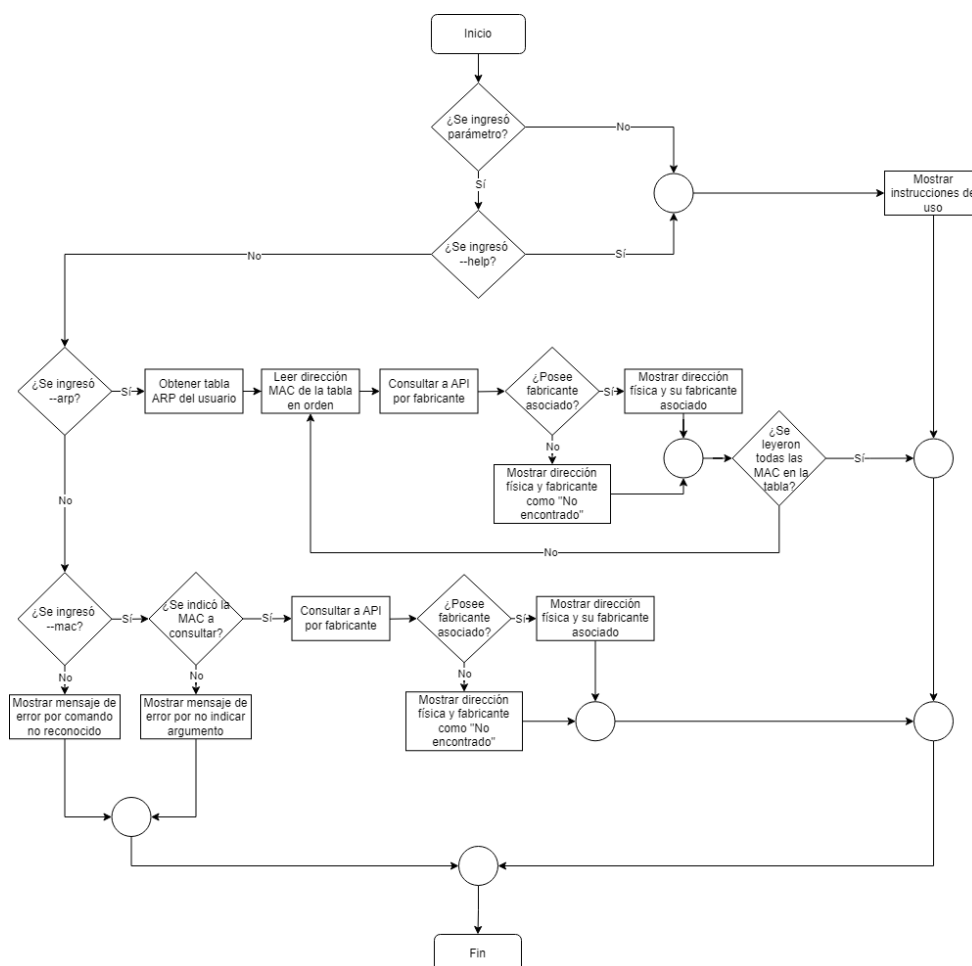 Inicio
¿Se ingresó
parámetro?
No
Sí
Mostrar
instrucciones de
uso
¿Se ingresó
--help?
No
Sí
¿Se ingresó
--arp?
Sí
Obtener tabla
ARP del usuario
Leer dirección
MAC de la tabla
en orden
Consultar a API
por fabricante
¿Posee
fabricante
asociado?
Sí
Mostrar dirección
física y su fabricante
asociado
No
Mostrar dirección
física y fabricante
como "No
encontrado"
¿Se
leyeron
todas las
MAC en la
tabla?
Sí
No
No
¿Se ingresó
--mac?
Sí
¿Se indicó la
MAC a
consultar?
Sí
Consultar a API
por fabricante
¿Posee
fabricante
asociado?
Sí
Mostrar dirección
física y su fabricante
asociado
No
No
No
Mostrar mensaje de
error por comando
no reconocido
Mostrar mensaje de
error por no indicar
argumento
Mostrar dirección
física y fabricante
como "No
encontrado"
Fin